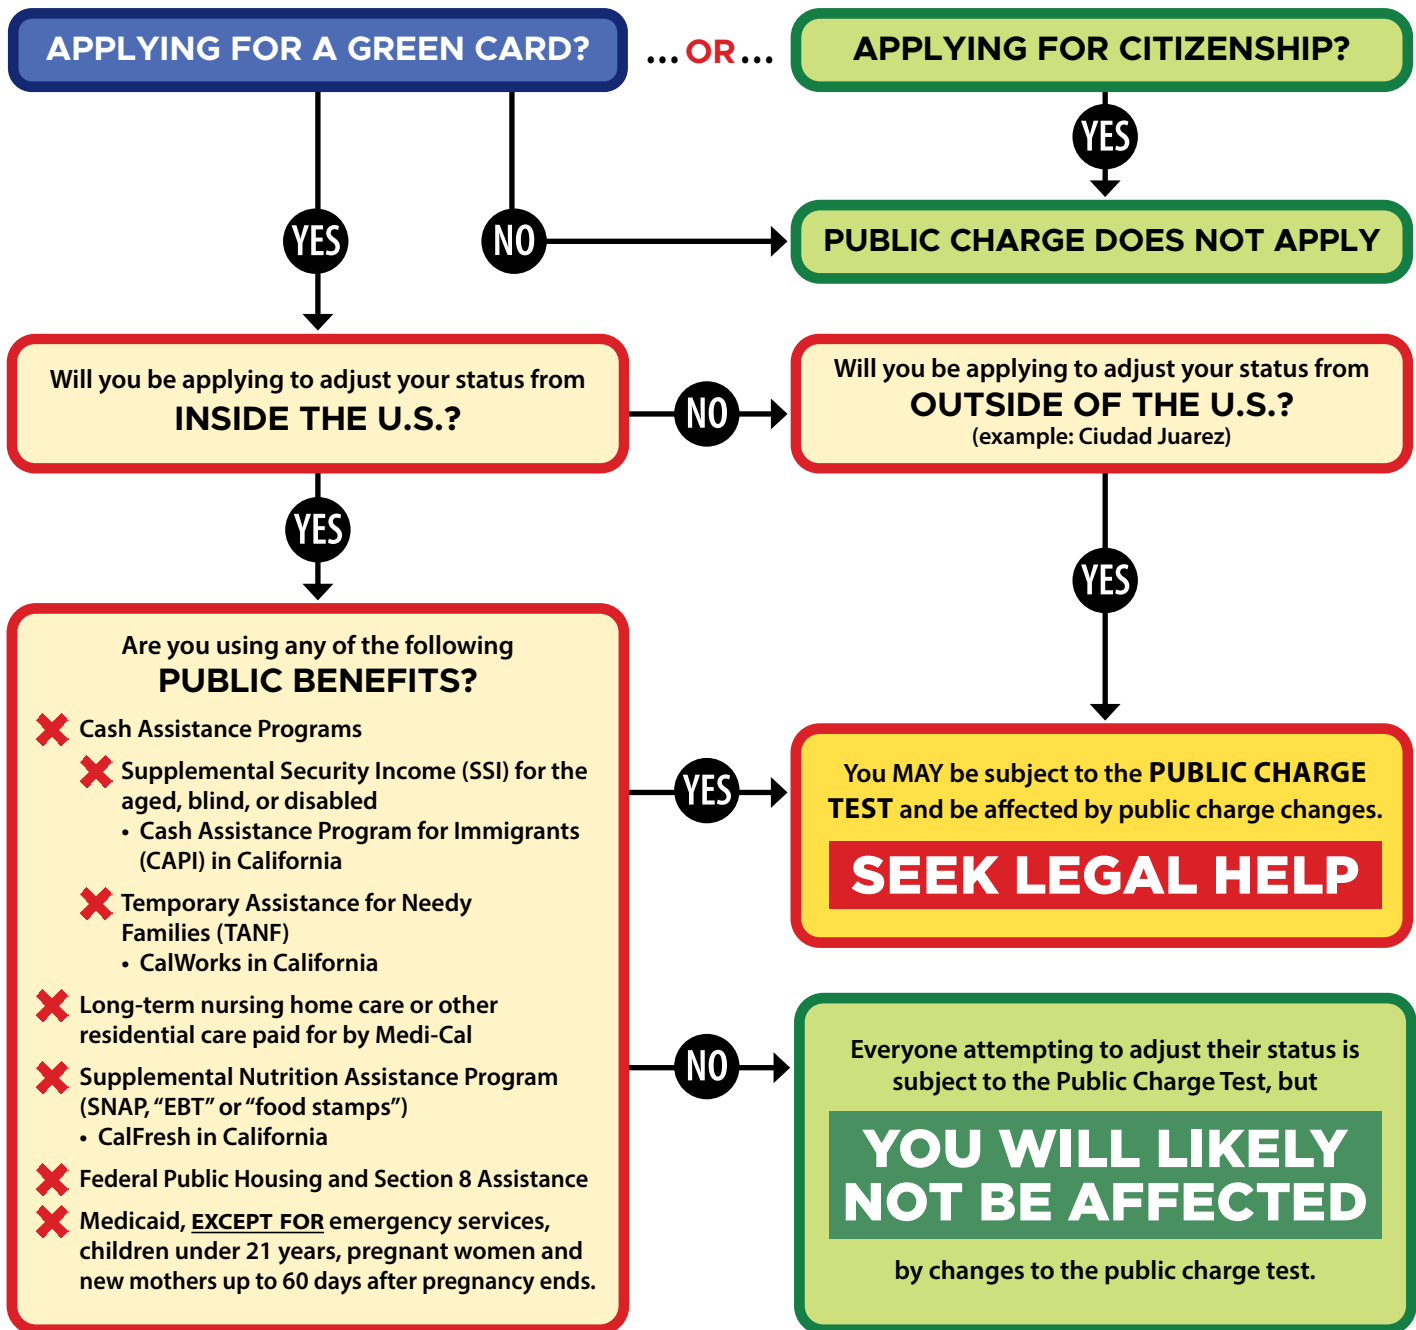 APPLYING FOR A GREEN CARD?
...OR...
APPLYING FOR CITIZENSHIP?
YES
YES
NO
PUBLIC CHARGE DOES NOT APPLY
Will you be applying to adjust your status from
INSIDE THE U.S.?
NO
Will you be applying to adjust your status from
OUTSIDE OF THE U.S.?
(example: Ciudad Juarez)
YES
YES
Are you using any of the following
PUBLIC BENEFITS?
Cash Assistance Programs
Supplemental Security Income (SSI) for the
aged, blind, or disabled
• Cash Assistance Program for Immigrants
(CAPI) in California
Temporary Assistance for Needy
Families (TANF)
• CalWorks in California
Long-term nursing home care or other
residential care paid for by Medi-Cal
Supplemental Nutrition Assistance Program
(SNAP, “EBT” or “food stamps”)
• CalFresh in California
Federal Public Housing and Section 8 Assistance
Medicaid, EXCEPT FOR emergency services,
children under 21 years, pregnant women and
new mothers up to 60 days after pregnancy ends.
YES
You MAY be subject to the PUBLIC CHARGE
TEST and be affected by public charge changes.
SEEK LEGAL HELP
NO
Everyone attempting to adjust their status is
subject to the Public Charge Test, but
YOU WILL LIKELY
NOT BE AFFECTED
by changes to the public charge test.